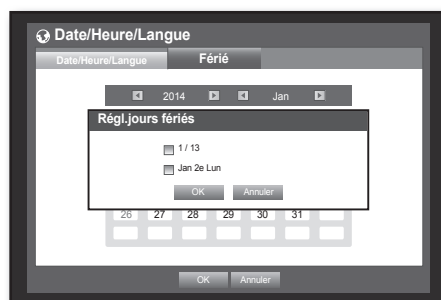 Date/Heure/Langue
Date/Heure/Langue Férié
2014 Jan
Régl.jours fériés
1 / 13
Jan 2e Lun
OK Annuler
26 27 28 29 30 31
OK Annuler